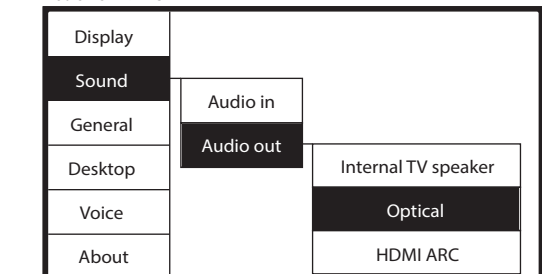 Display
Sound
General
Desktop
Voice
About
Audio in
Audio out
Internal TV speaker
Optical
HDMI ARC